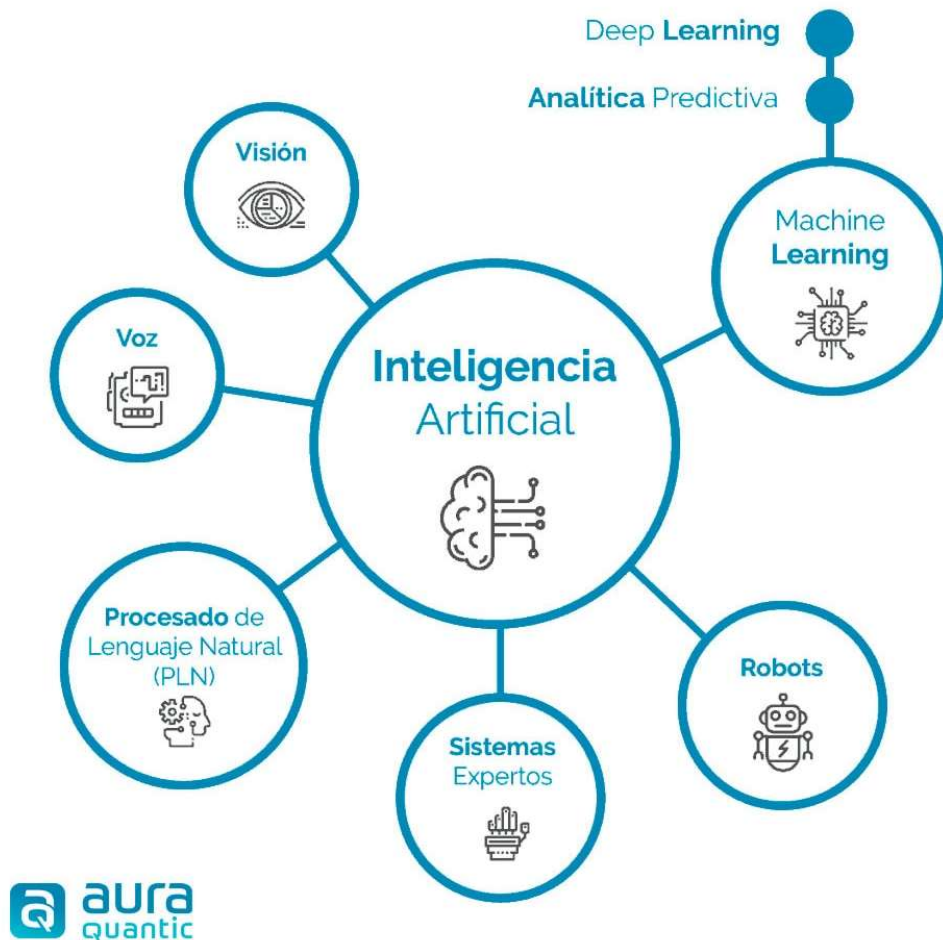 Deep Learning
Analítica Predictiva
Visión
Machine
Learning
Voz
Inteligencia
Artificial
Procesado de
Lenguaje Natural
(PLN)
Robots
Sistemas
Expertos
aura
quantic